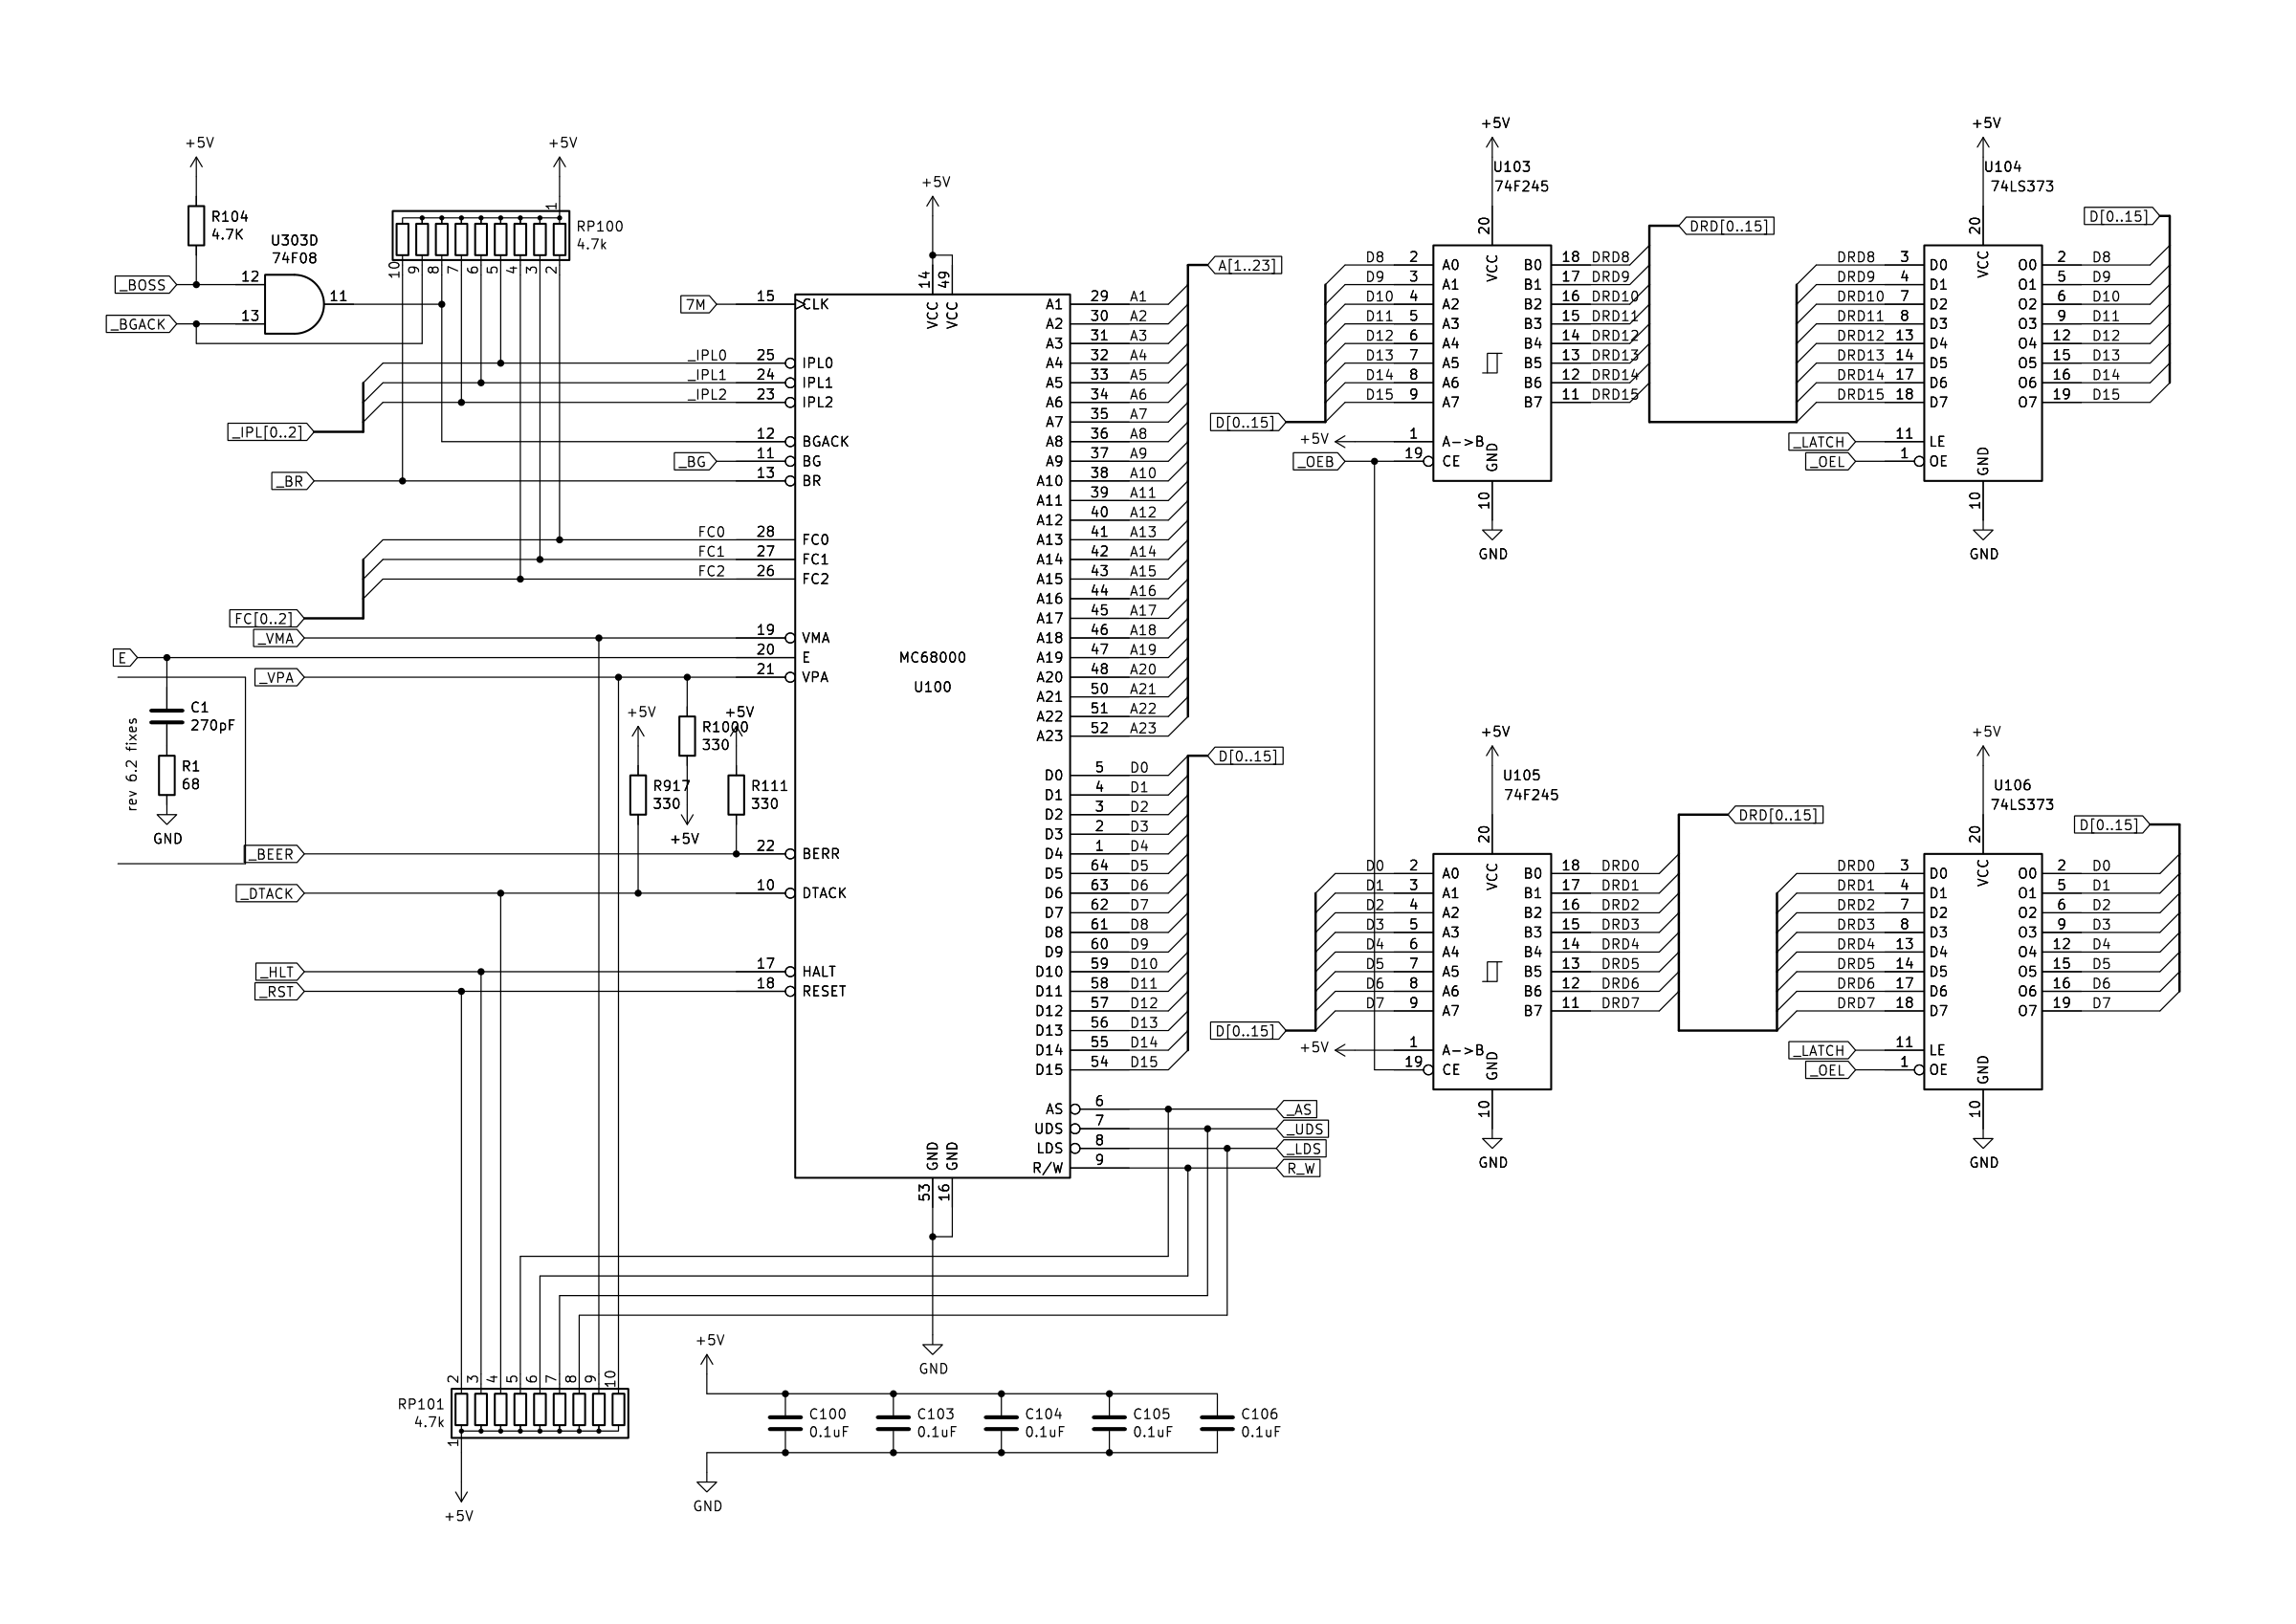 +5V
R104
4.7K
U303D
74F08
_BOSS
12
11
_BGACK
13
+5V
1
RP100
4.7k
10
9
8
7
6
5
4
3
2
_IPL[0..2]
_BR
FC[0..2]
_VMA
E
_VPA
C1
270pF
R1
68
GND
rev 6.2 fixes
_BEER
_DTACK
_HLT
_RST
7M
15
CLK
_IPL0
25
IPL0
_IPL1
24
IPL1
_IPL2
23
IPL2
12
BGACK
_BG
11
BG
13
BR
FC0
28
FC0
FC1
27
FC1
FC2
26
FC2
19
VMA
20
E
21
VPA
+5V
R917
330
R1000
330
+5V
+5V
R111
330
22
BERR
10
DTACK
17
HALT
18
RESET
+5V
14
49
VCC
VCC
MC68000
U100
A1 29 A1
A2 30 A2
A3 31 A3
A4 32 A4
A5 33 A5
A6 34 A6
A7 35 A7
A8 36 A8
A9 37 A9
A10 38 A10
A11 39 A11
A12 40 A12
A13 41 A13
A14 42 A14
A15 43 A15
A16 44 A16
A17 45 A17
A18 46 A18
A19 47 A19
A20 48 A20
A21 50 A21
A22 51 A22
A23 52 A23
A[1..23]
D0 5 D0
D1 4 D1
D2 3 D2
D3 2 D3
D4 1 D4
D5 64 D5
D6 63 D6
D7 62 D7
D8 61 D8
D9 60 D9
D10 59 D10
D11 58 D11
D12 57 D12
D13 56 D13
D14 55 D14
D15 54 D15
D[0..15]
AS 6 _AS
UDS 7 _UDS
LDS 8 _LDS
R/W 9 R_W
GND
GND
53
16
GND
2
3
4
5
6
7
8
9
10
RP101
4.7k
1
+5V
+5V
C100
0.1uF
C103
0.1uF
C104
0.1uF
C105
0.1uF
C106
0.1uF
GND
+5V
U103
74F245
20
VCC
D8 2 A0 B0 18 DRD8
D9 3 A1 B1 17 DRD9
D10 4 A2 B2 16 DRD10
D11 5 A3 B3 15 DRD11
D12 6 A4 B4 14 DRD12
D13 7 A5 B5 13 DRD13
D14 8 A6 B6 12 DRD14
D15 9 A7 B7 11 DRD15
D[0..15]
+5V 1 A->B
_OEB 19 CE
GND
10
GND
DRD[0..15]
+5V
U104
74LS373
20
VCC
D[0..15]
DRD8 3 D0 O0 2 D8
DRD9 4 D1 O1 5 D9
DRD10 7 D2 O2 6 D10
DRD11 8 D3 O3 9 D11
DRD12 13 D4 O4 12 D12
DRD13 14 D5 O5 15 D13
DRD14 17 D6 O6 16 D14
DRD15 18 D7 O7 19 D15
_LATCH 11 LE
_OEL 1 OE
GND
10
GND
+5V
U105
74F245
20
VCC
D0 2 A0 B0 18 DRD0
D1 3 A1 B1 17 DRD1
D2 4 A2 B2 16 DRD2
D3 5 A3 B3 15 DRD3
D4 6 A4 B4 14 DRD4
D5 7 A5 B5 13 DRD5
D6 8 A6 B6 12 DRD6
D7 9 A7 B7 11 DRD7
D[0..15]
+5V 1 A->B
19 CE
GND
10
GND
DRD[0..15]
+5V
U106
74LS373
20
VCC
D[0..15]
DRD0 3 D0 O0 2 D0
DRD1 4 D1 O1 5 D1
DRD2 7 D2 O2 6 D2
DRD3 8 D3 O3 9 D3
DRD4 13 D4 O4 12 D4
DRD5 14 D5 O5 15 D5
DRD6 17 D6 O6 16 D6
DRD7 18 D7 O7 19 D7
_LATCH 11 LE
_OEL 1 OE
GND
10
GND